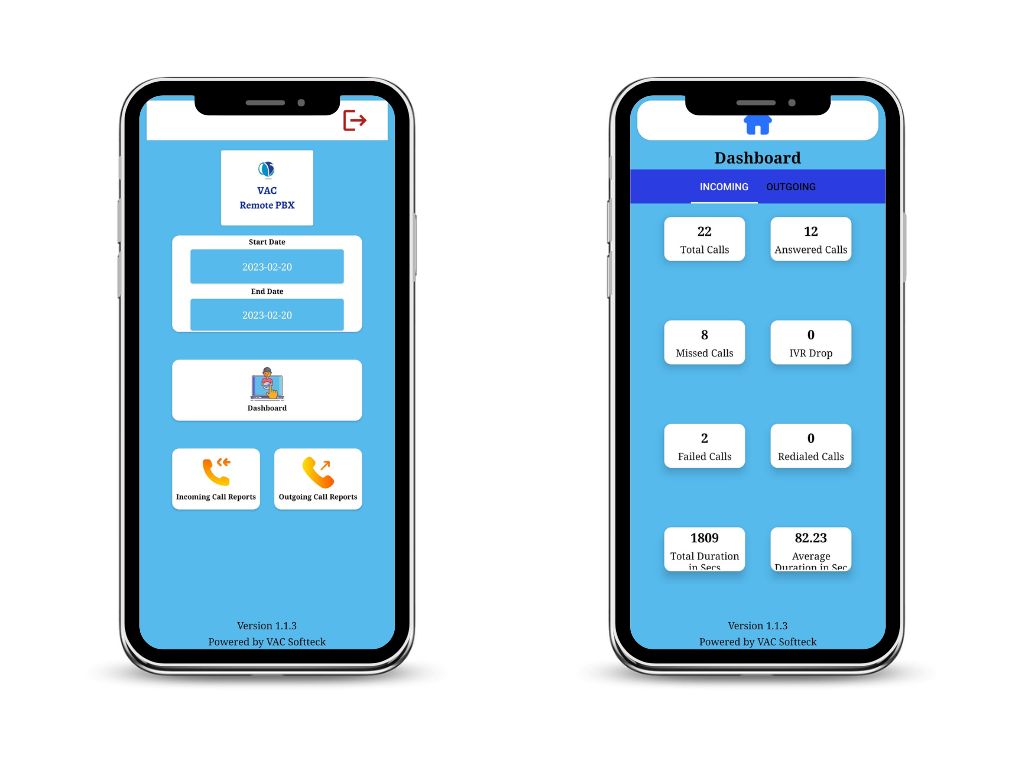 VAC
Remote PBX
Start Date
2023-02-20
End Date
2023-02-20
Dashboard
Incoming Call Reports
Outgoing Call Reports
Version 1.1.3
Powered by VAC Softteck
Dashboard
INCOMING
OUTGOING
22
Total Calls
12
Answered Calls
8
Missed Calls
0
IVR Drop
2
Failed Calls
0
Redialed Calls
1809
Total Duration
in Secs
82.23
Average
Duration in Sec
Version 1.1.3
Powered by VAC Softteck